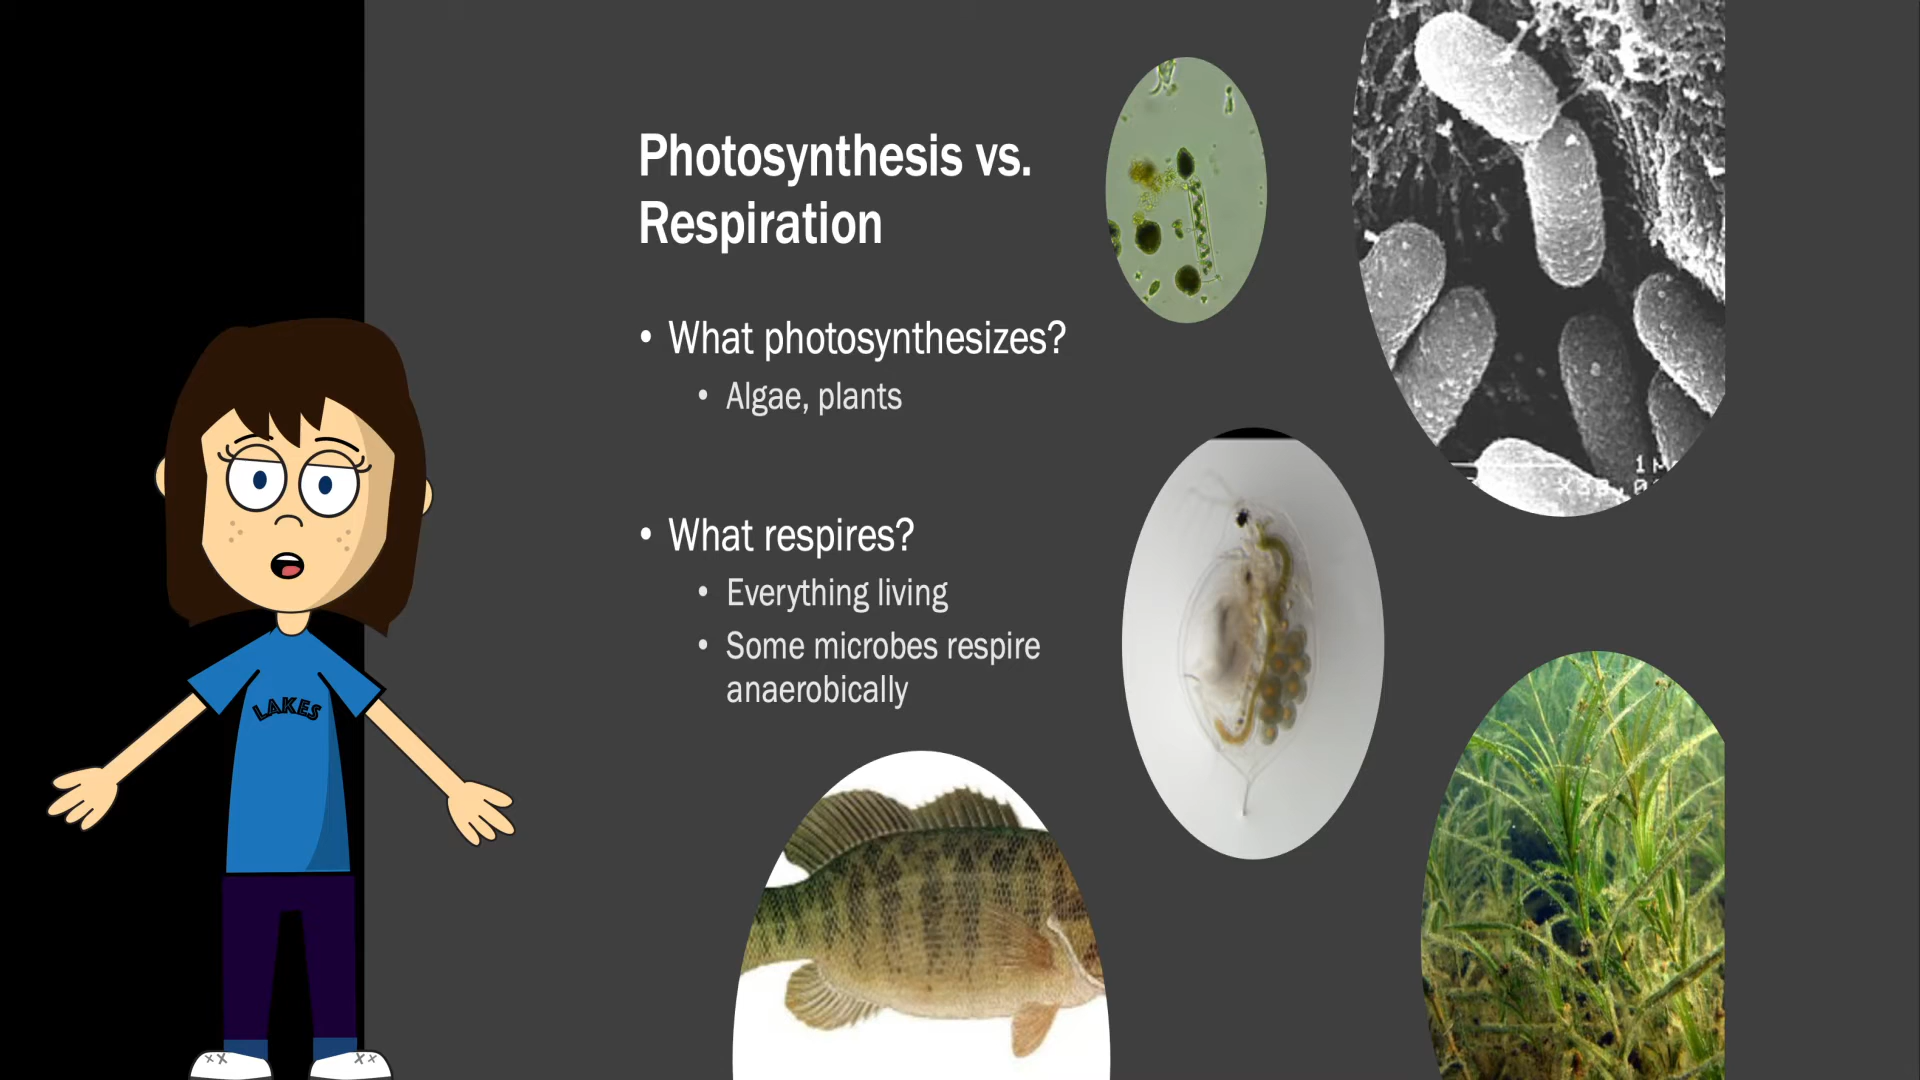 Photosynthesis vs.
Respiration
• What photosynthesizes?
• Algae, plants
• What respires?
• Everything living
• Some microbes respire
anaerobically
LAKES